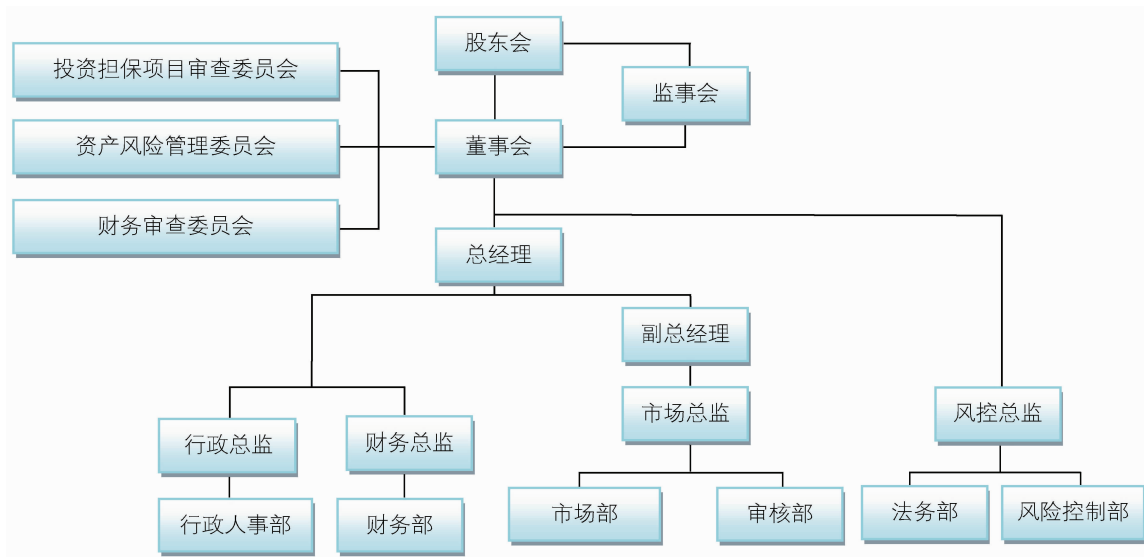 股东会
投资担保项目审查委员会
监事会
资产风险管理委员会
董事会
财务审查委员会
总经理
副总经理
市场总监
风控总监
行政总监
财务总监
行政人事部
财务部
市场部
审核部
法务部
风险控制部